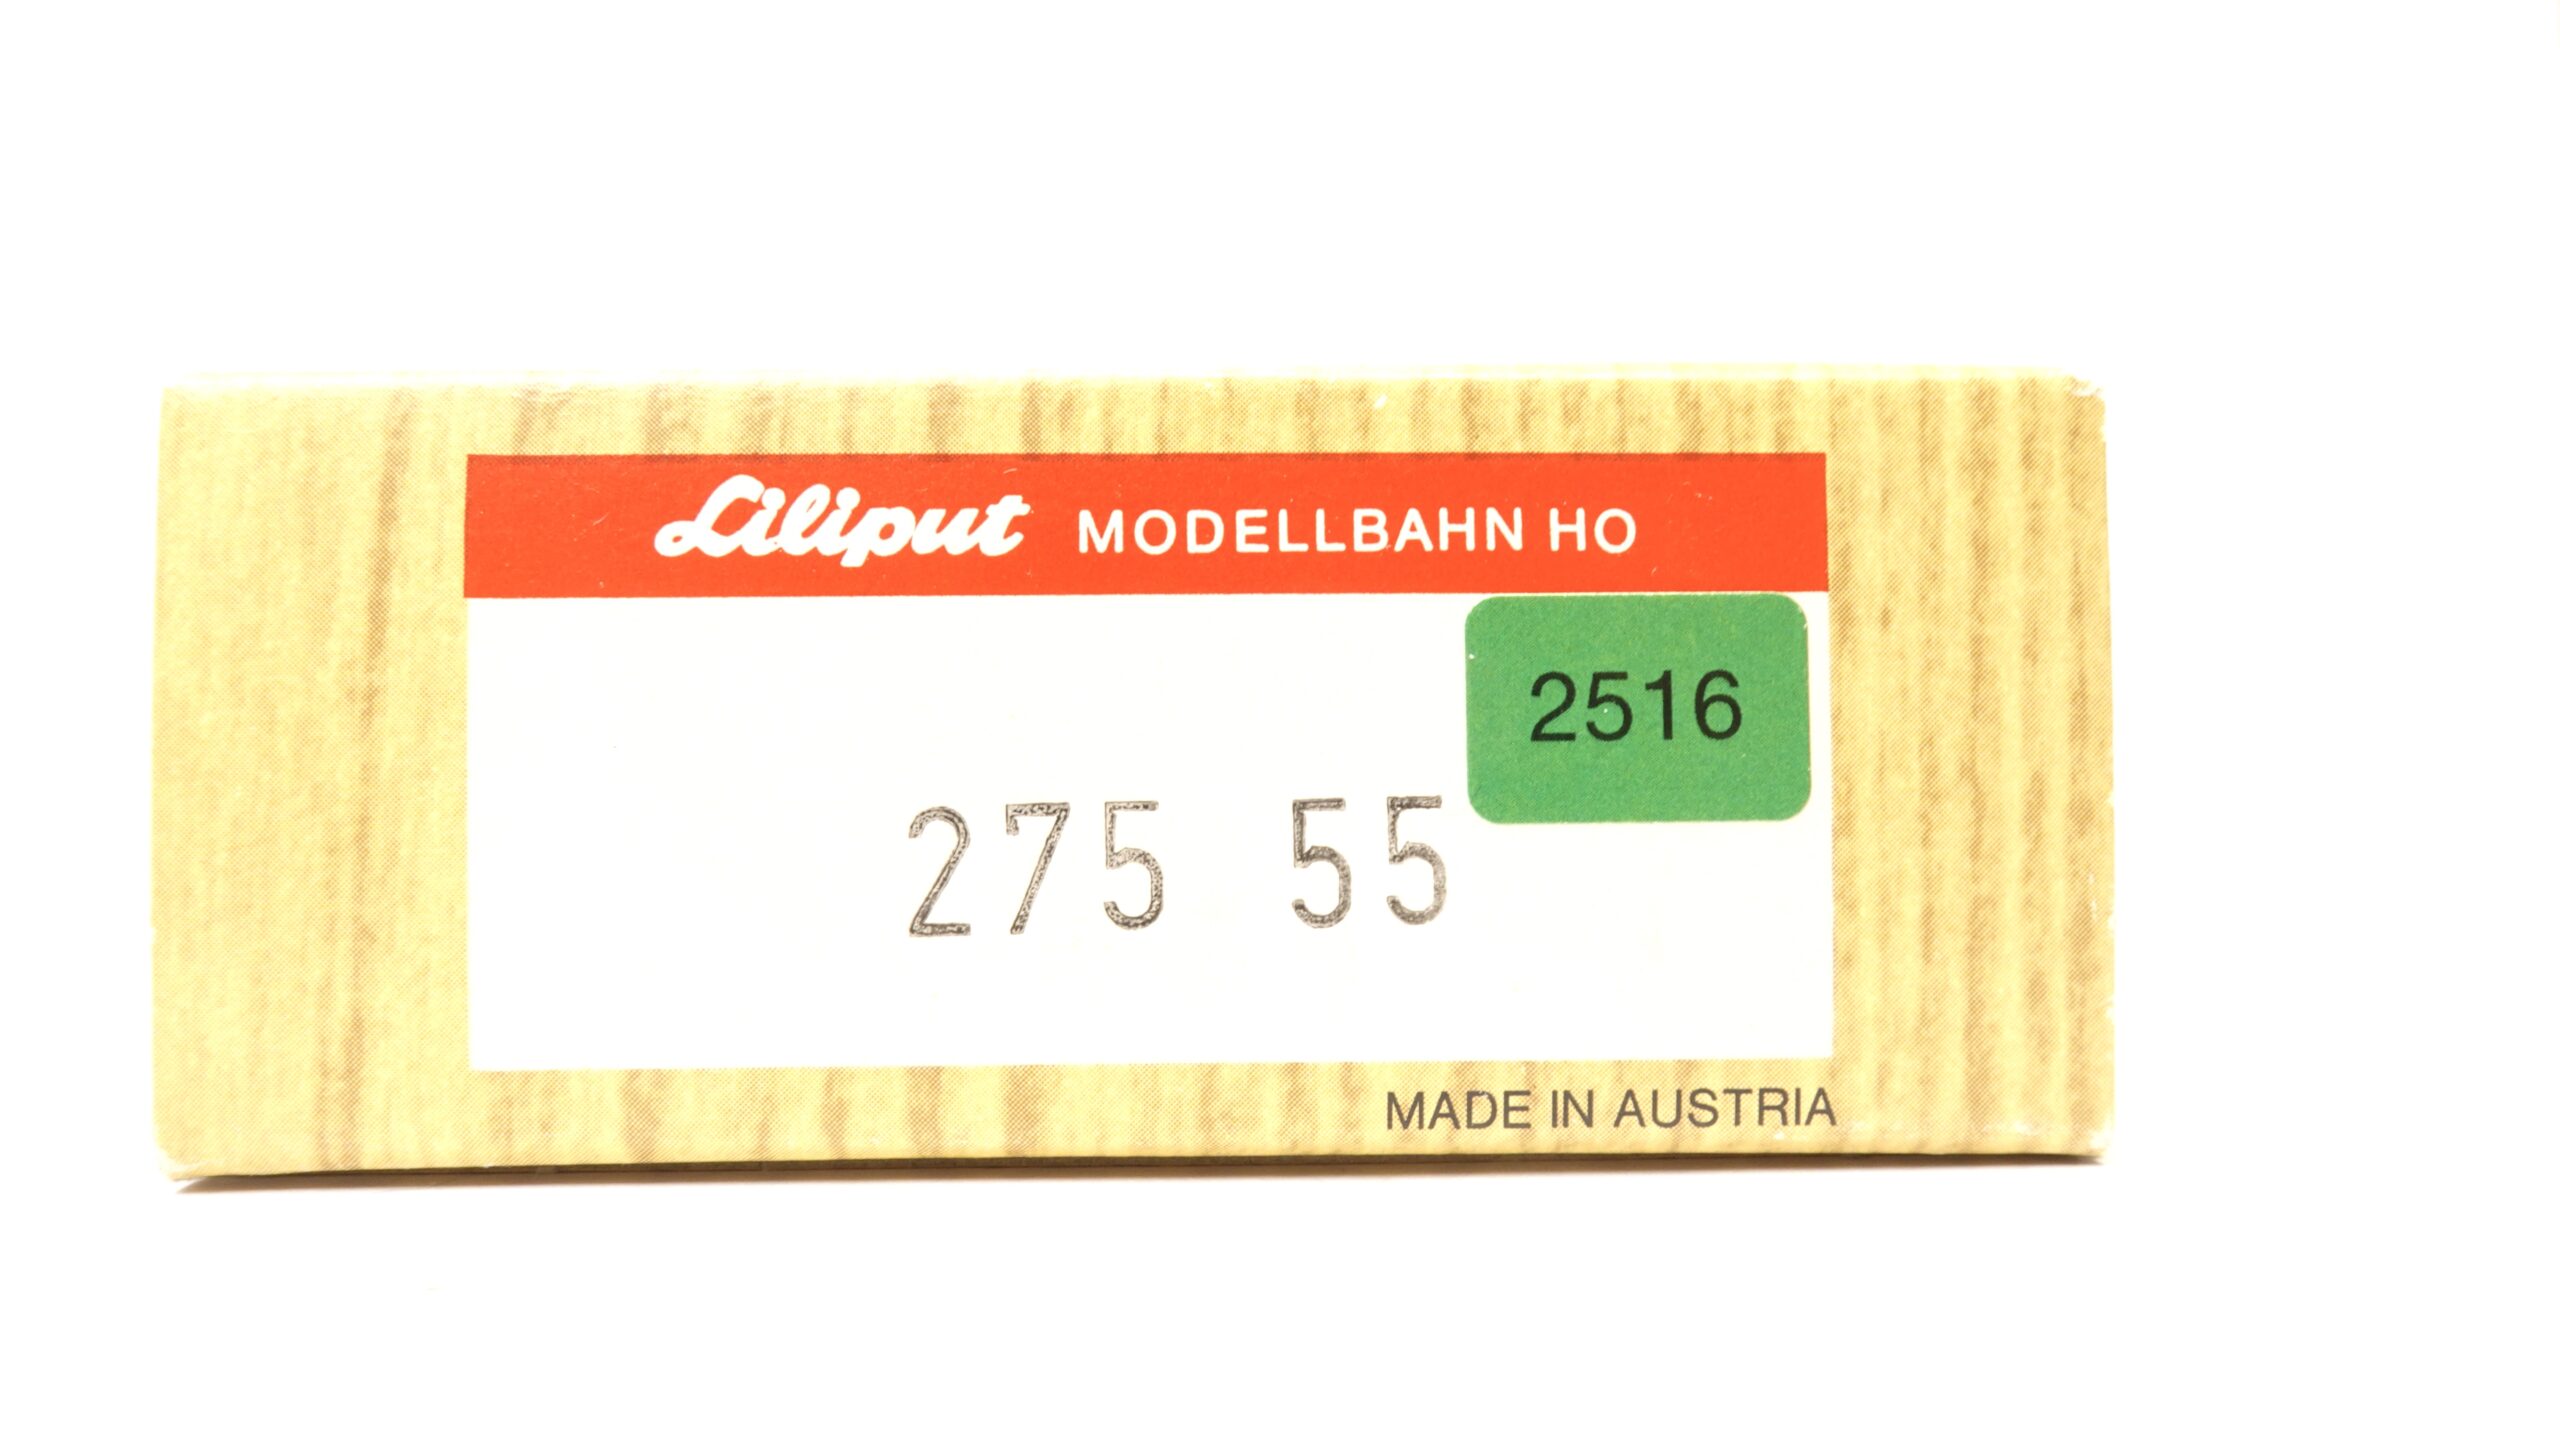 Liliput MODELLBAHN HO
2516
275 55
MADE IN AUSTRIA